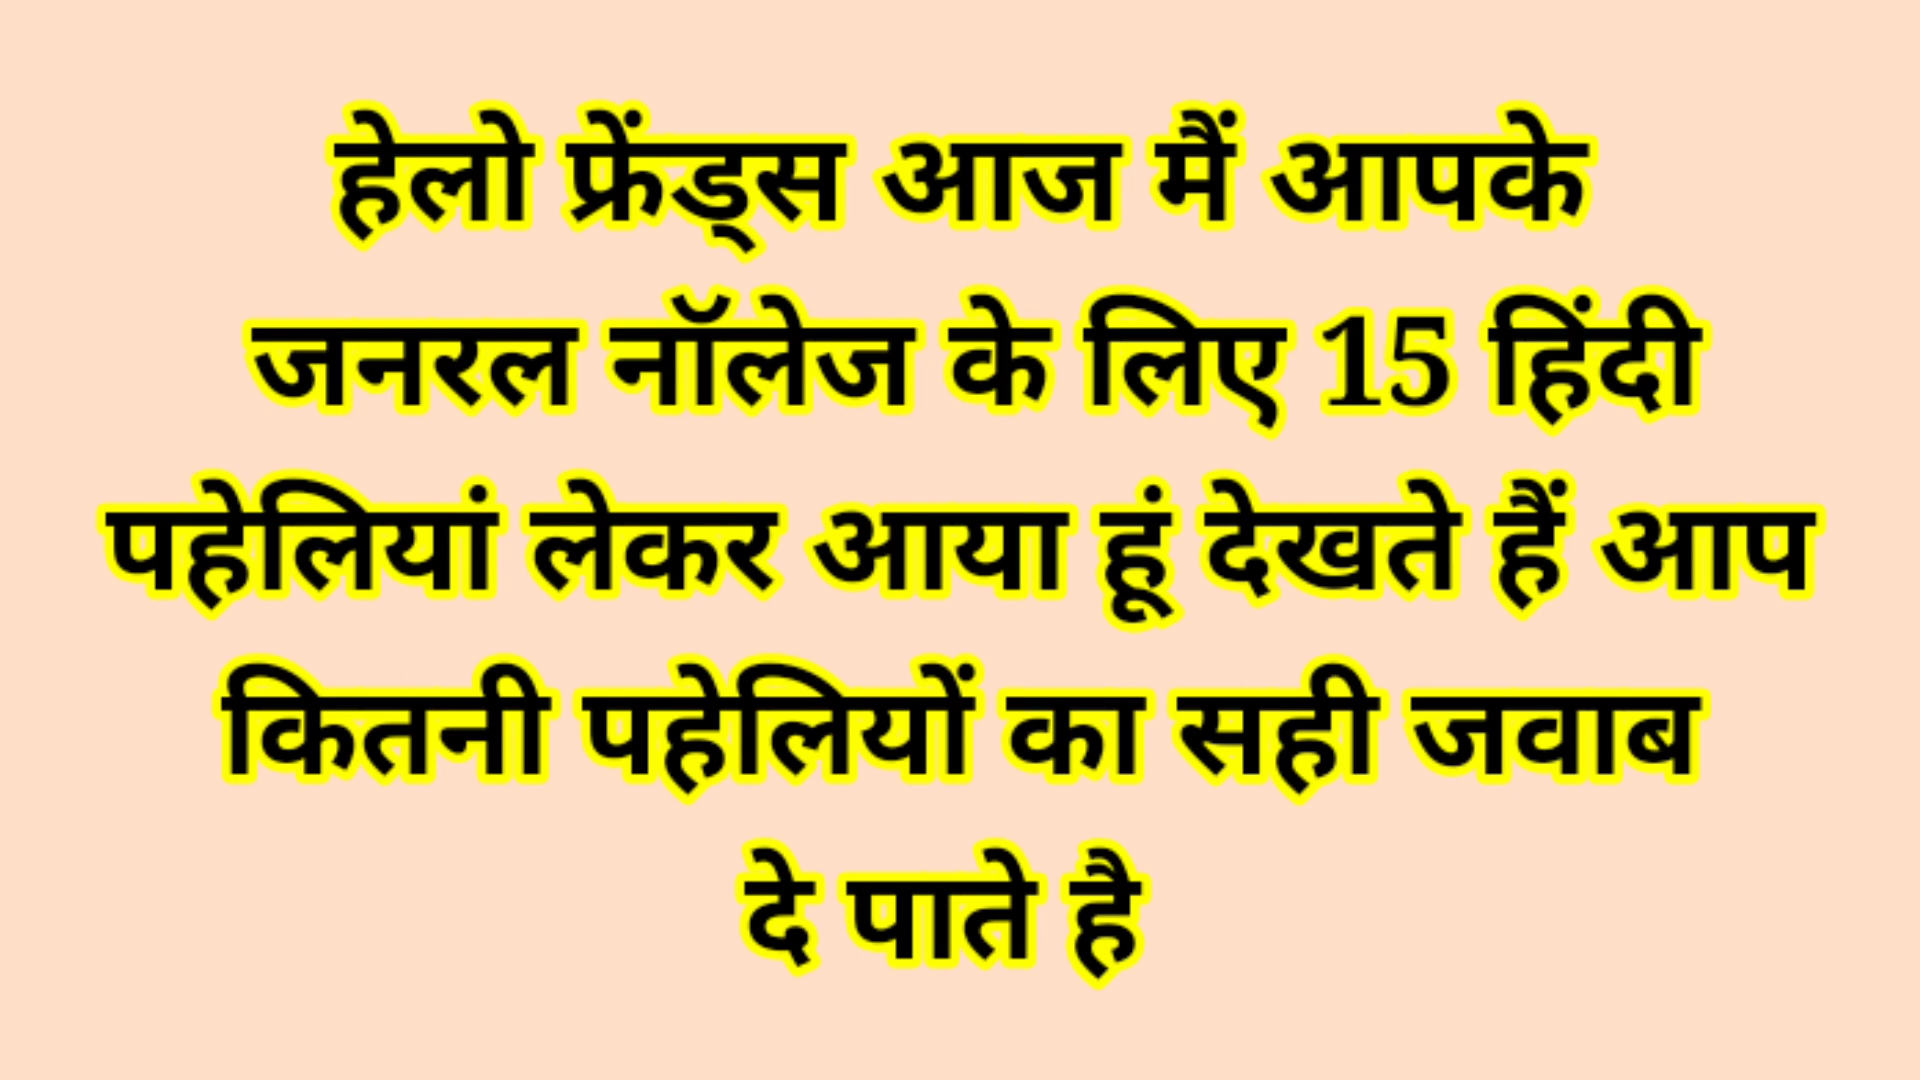 हेलो फ्रेंड्स आज मैं आपके
जनरल नॉलेज के लिए 15 हिंदी
पहेलियां लेकर आया हूं देखते हैं आप
कितनी पहेलियों का सही जवाब
दे पाते है